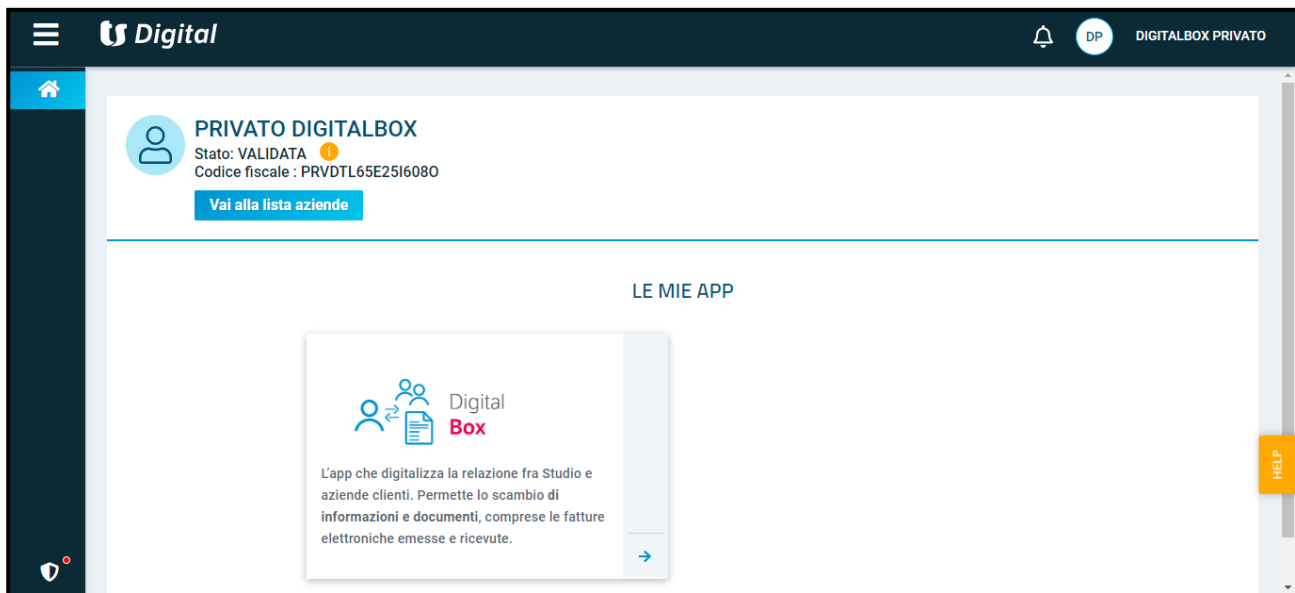 ts Digital
DP
DIGITALBOX PRIVATO
PRIVATO DIGITALBOX
Stato: VALIDATA i
Codice fiscale : PRVDTL65E25I608O
Vai alla lista aziende
LE MIE APP
Digital
Box
L'app che digitalizza la relazione fra Studio e
aziende clienti. Permette lo scambio di
informazioni e documenti, comprese le fatture
elettroniche emesse e ricevute.
HELP